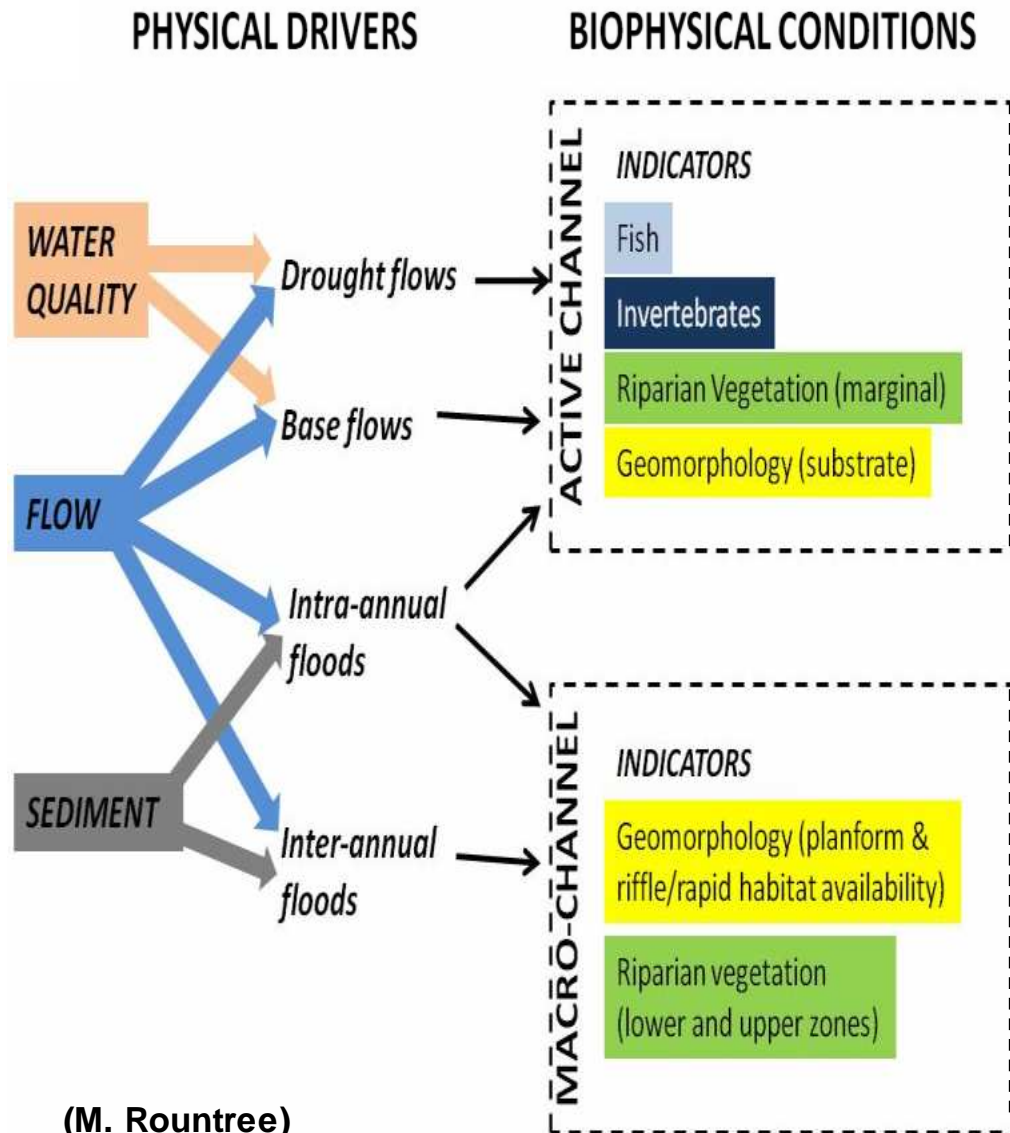 PHYSICAL DRIVERS
BIOPHYSICAL CONDITIONS
WATER
QUALITY
FLOW
SEDIMENT
Drought flows
Base flows
Intra-annual
floods
Inter-annual
floods
ACTIVE CHANNEL
INDICATORS
Fish
Invertebrates
Riparian Vegetation (marginal)
Geomorphology (substrate)
MACRO-CHANNEL
INDICATORS
Geomorphology (planform &
riffle/rapid habitat availability)
Riparian vegetation
(lower and upper zones)
(M. Rountree)